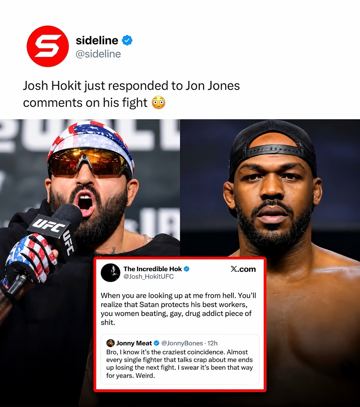 sideline
@sideline
Josh Hokit just responded to Jon Jones
comments on his fight 😳
UFC
UFC
The Incredible Hok
X.com
@Josh_HokitUFC
When you are looking up at me from hell. You'll
realize that Satan protects his best workers,
you women beating, gay, drug addict piece of
shit.
Jonny Meat @JonnyBones · 12h
Bro, I know it's the craziest coincidence. Almost
every single fighter that talks crap about me ends
up losing the next fight. I swear it's been that way
for years. Weird.